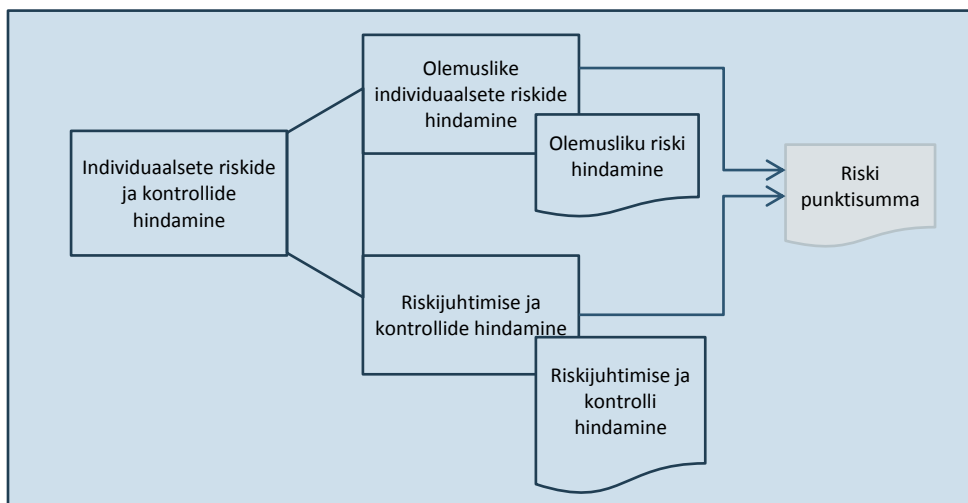 Individuaalsete riskide
ja kontrollide
hindamine
Olemuslike
individuaalsete riskide
hindamine
Olemusliku riski
hindamine
Riskijuhtimise ja
kontrollide hindamine
Riskijuhtimise ja
kontrolli
hindamine
Riski
punktisumma